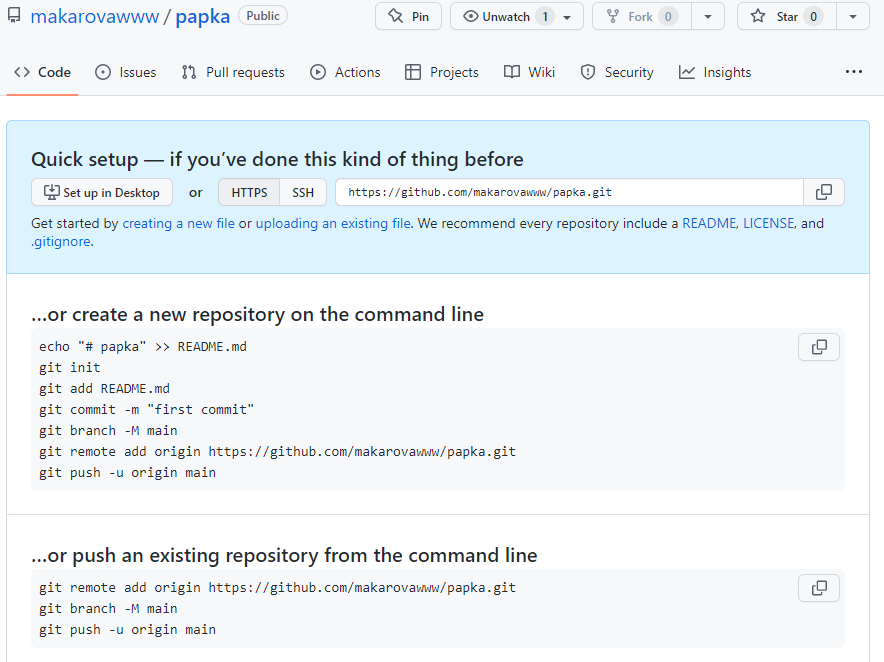 makarovawww / papka Public Pin Unwatch 1 Fork 0 Star 0
Code Issues Pull requests Actions Projects Wiki Security Insights ...
Quick setup — if you’ve done this kind of thing before
Set up in Desktop or HTTPS SSH https://github.com/makarovawww/papka.git
Get started by creating a new file or uploading an existing file. We recommend every repository include a README, LICENSE, and
.gitignore.
…or create a new repository on the command line
echo "# papka" >> README.md
git init
git add README.md
git commit -m "first commit"
git branch -M main
git remote add origin https://github.com/makarovawww/papka.git
git push -u origin main
…or push an existing repository from the command line
git remote add origin https://github.com/makarovawww/papka.git
git branch -M main
git push -u origin main